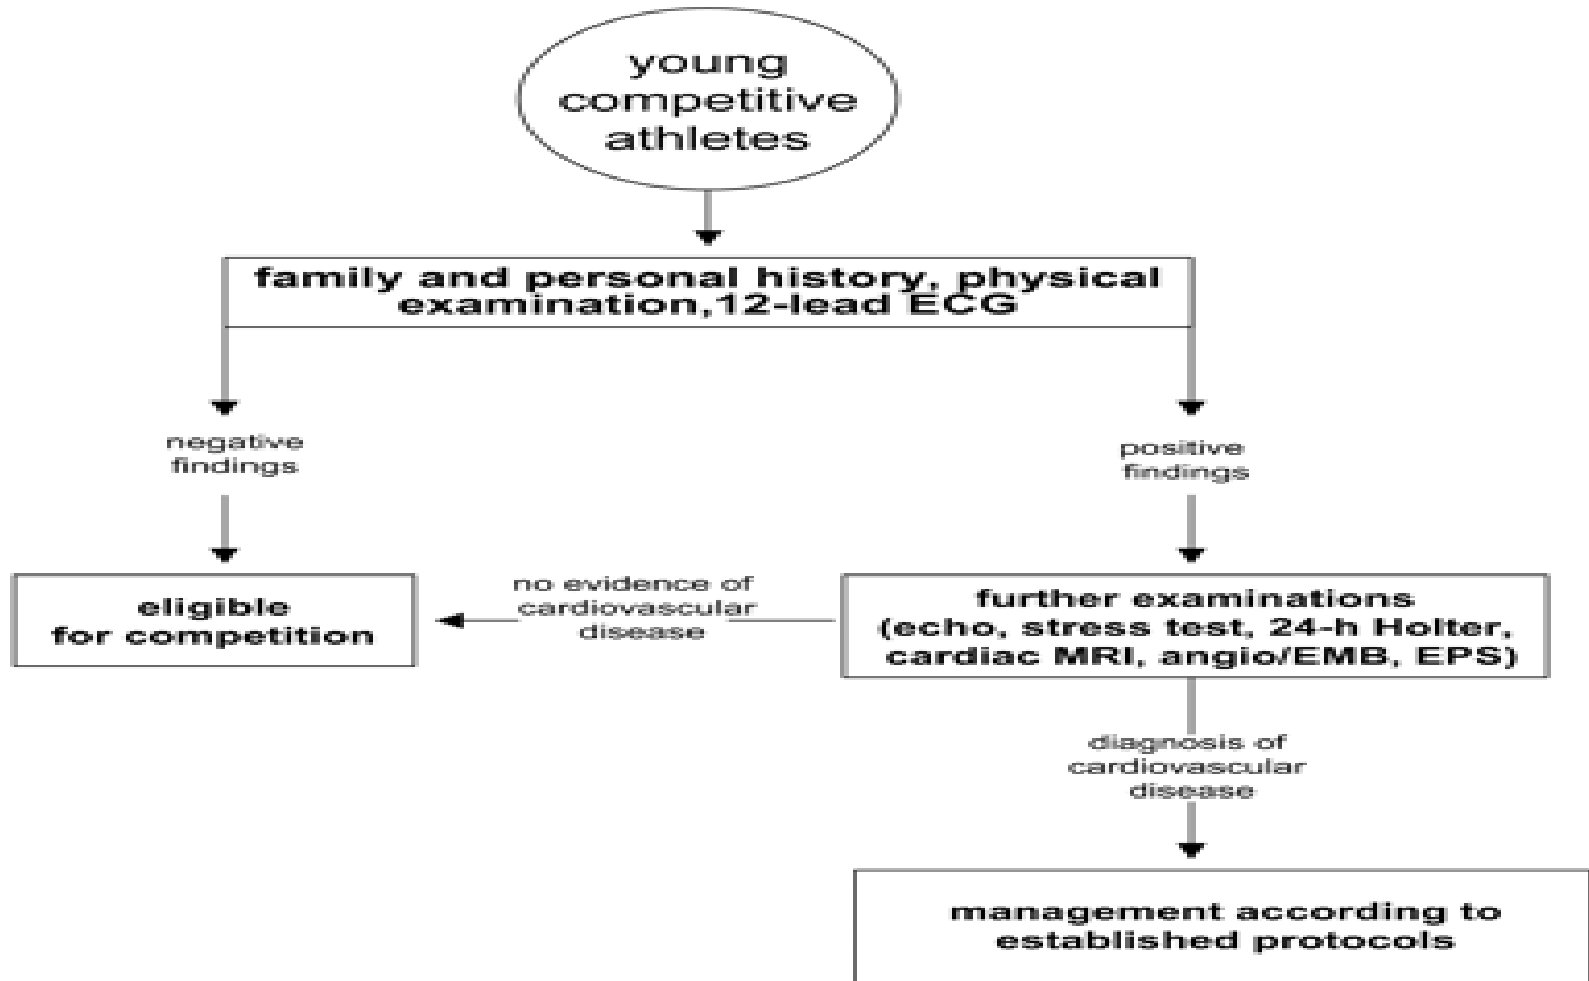 young
competitive
athletes
family and personal history, physical
examination,12-lead ECG
negative
findings
positive
findings
eligible
for competition
no evidence of
cardiovascular
disease
further examinations
(echo, stress test, 24-h Holter,
cardiac MRI, angio/EMB, EPS)
diagnosis of
cardiovascular
disease
management according to
established protocols